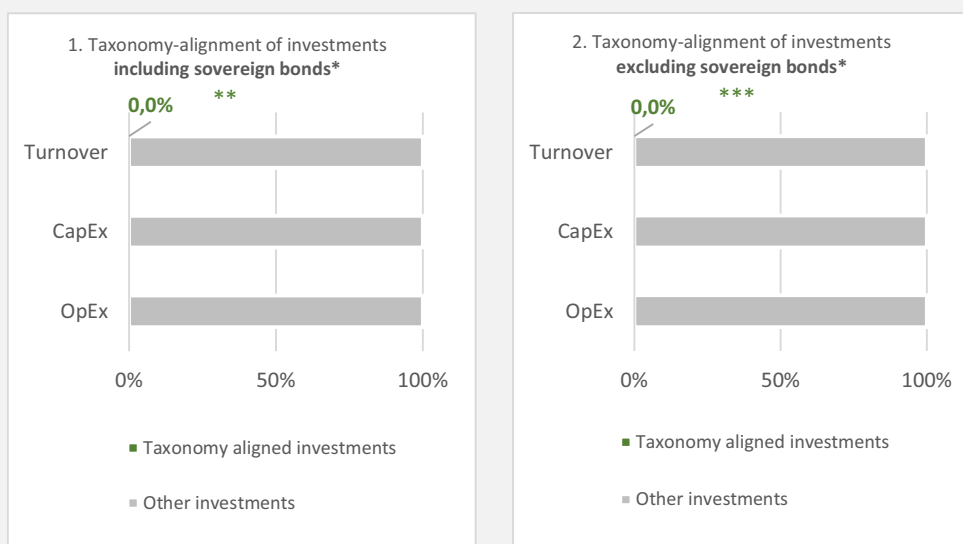 1. Taxonomy-alignment of investments
including sovereign bonds*
0,0%
**
Turnover
CapEx
OpEx
0%
50%
100%
Taxonomy aligned investments
Other investments
2. Taxonomy-alignment of investments
excluding sovereign bonds*
0,0%
***
Turnover
CapEx
OpEx
0%
50%
100%
Taxonomy aligned investments
Other investments